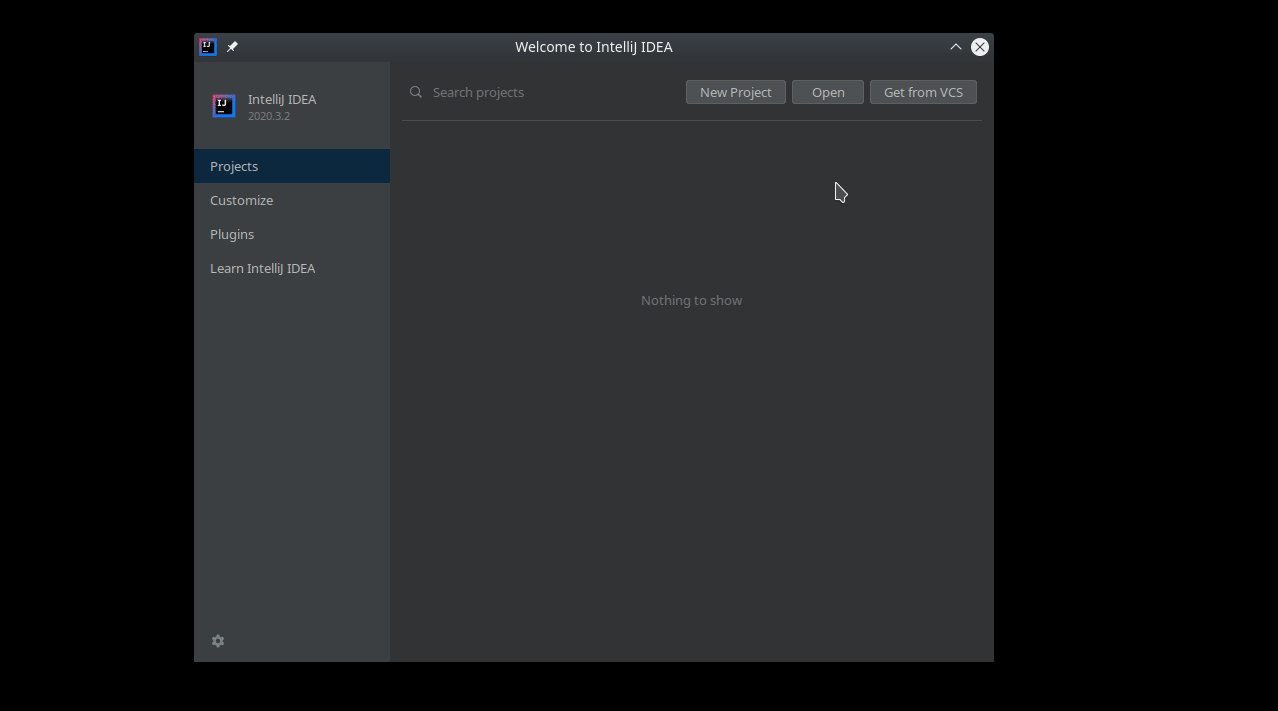 Welcome to IntelliJ IDEA
IJ
IntelliJ IDEA
2020.3.2
Projects
Customize
Plugins
Learn IntelliJ IDEA
Search projects
New Project
Open
Get from VCS
Nothing to show